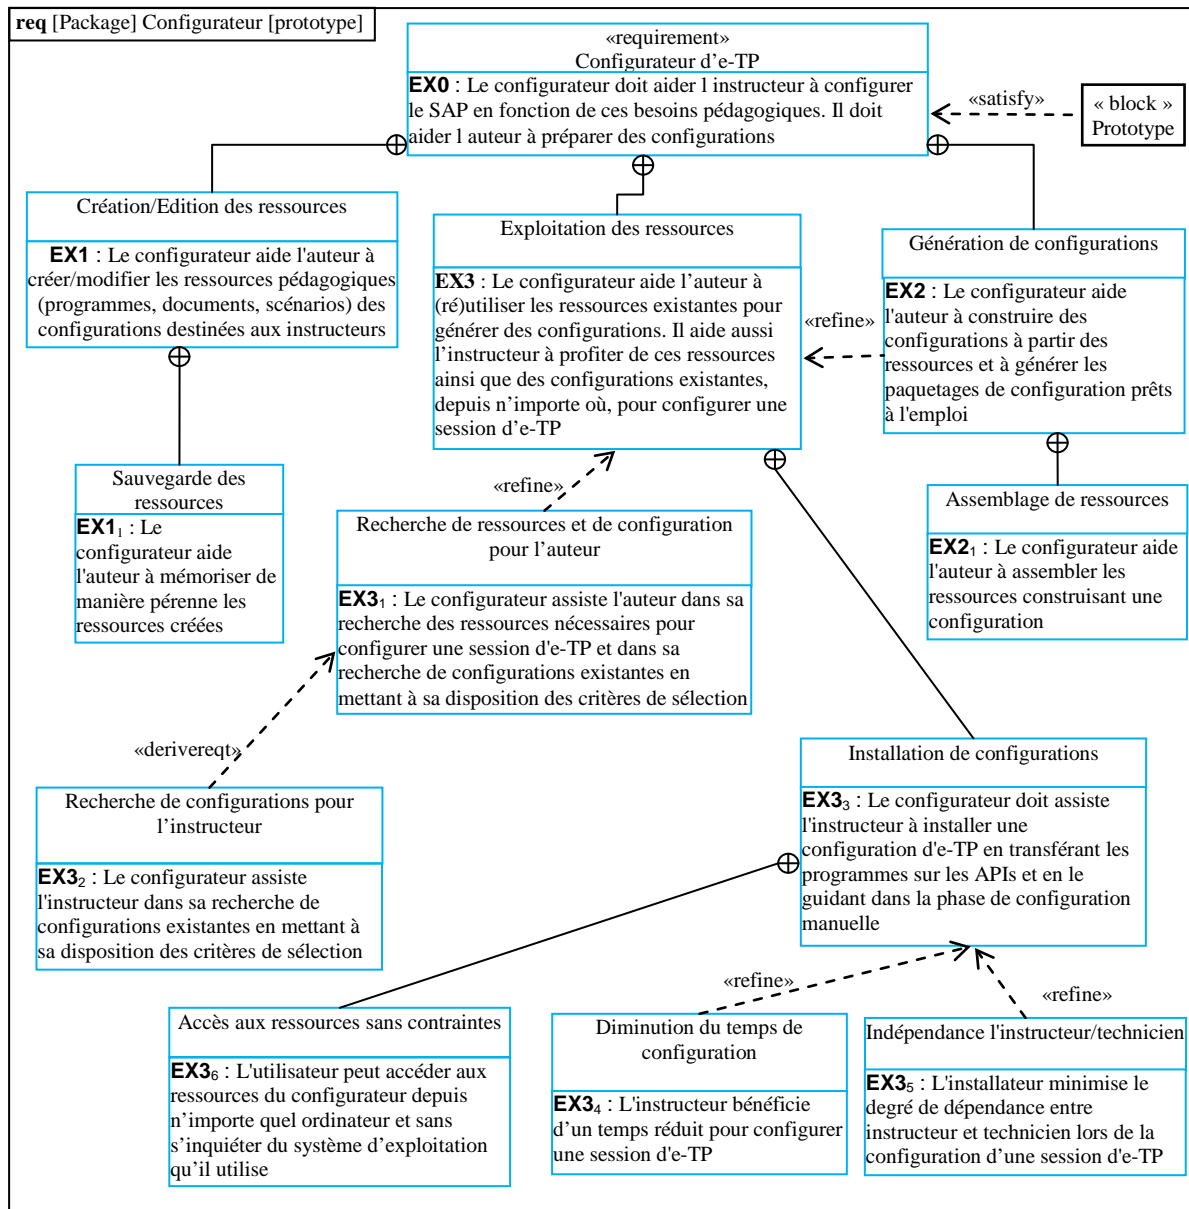 req [Package] Configurateur [prototype]
«requirement»
Configurateur d'e-TP
EX0 : Le configurateur doit aider l instructeur à configurer
le SAP en fonction de ces besoins pédagogiques. Il doit
aider l auteur à préparer des configurations
«satisfy»
« block »
Prototype
Création/Edition des ressources
EX1 : Le configurateur aide l'auteur à
créer/modifier les ressources pédagogiques
(programmes, documents, scénarios) des
configurations destinées aux instructeurs
Exploitation des ressources
EX3 : Le configurateur aide l'auteur à
(ré)utiliser les ressources existantes pour
générer des configurations. Il aide aussi
l'instructeur à profiter de ces ressources
ainsi que des configurations existantes,
depuis n'importe où, pour configurer une
session d'e-TP
«refine»
Génération de configurations
EX2 : Le configurateur aide
l'auteur à construire des
configurations à partir des
ressources et à générer les
paquetages de configuration prêts
à l'emploi
Sauvegarde des
ressources
EX1₁ : Le
configurateur aide
l'auteur à mémoriser de
manière pérenne les
ressources créées
«refine»
Recherche de ressources et de configuration
pour l'auteur
EX3₁ : Le configurateur assiste l'auteur dans sa
recherche des ressources nécessaires pour
configurer une session d'e-TP et dans sa
recherche de configurations existantes en
mettant à sa disposition des critères de sélection
Assemblage de ressources
EX2₁ : Le configurateur aide
l'auteur à assembler les
ressources construisant une
configuration
«derivereqt»
Recherche de configurations pour
l'instructeur
EX3₂ : Le configurateur assiste
l'instructeur dans sa recherche de
configurations existantes en mettant à
sa disposition des critères de sélection
Installation de configurations
EX3₃ : Le configurateur doit assiste
l'instructeur à installer une
configuration d'e-TP en transférant les
programmes sur les APIs et en le
guidant dans la phase de configuration
manuelle
«refine»
«refine»
Accès aux ressources sans contraintes
EX3₆ : L'utilisateur peut accéder aux
ressources du configurateur depuis
n'importe quel ordinateur et sans
s'inquiéter du système d'exploitation
qu'il utilise
Diminution du temps de
configuration
EX3₄ : L'instructeur bénéficie
d'un temps réduit pour configurer
une session d'e-TP
Indépendance l'instructeur/technicien
EX3₅ : L'installateur minimise le
degré de dépendance entre
instructeur et technicien lors de la
configuration d'une session d'e-TP